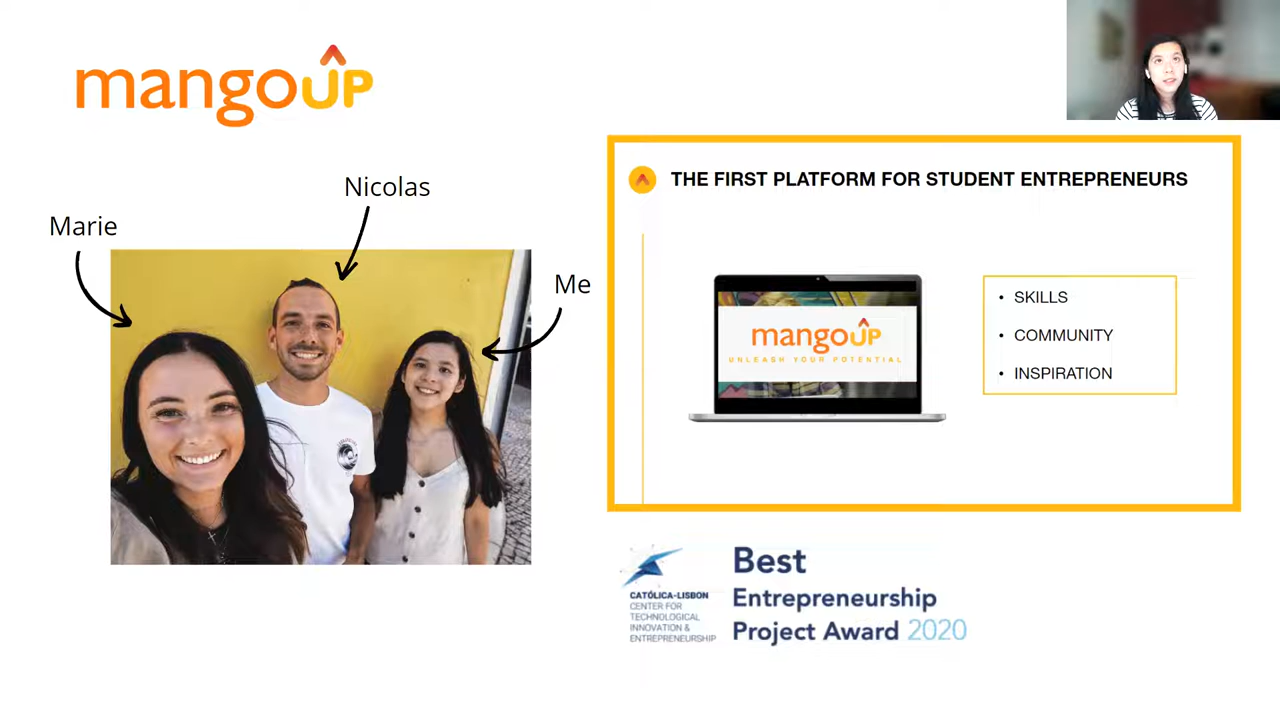 mangoUP
Nicolas
Marie
Me
THE FIRST PLATFORM FOR STUDENT ENTREPRENEURS
mangoUP
UNLEASH YOUR POTENTIAL
• SKILLS
• COMMUNITY
• INSPIRATION
CATÓLICA-LISBON
CENTER FOR
TECHNOLOGICAL
INNOVATION &
ENTREPRENEURSHIP
Best
Entrepreneurship
Project Award 2020